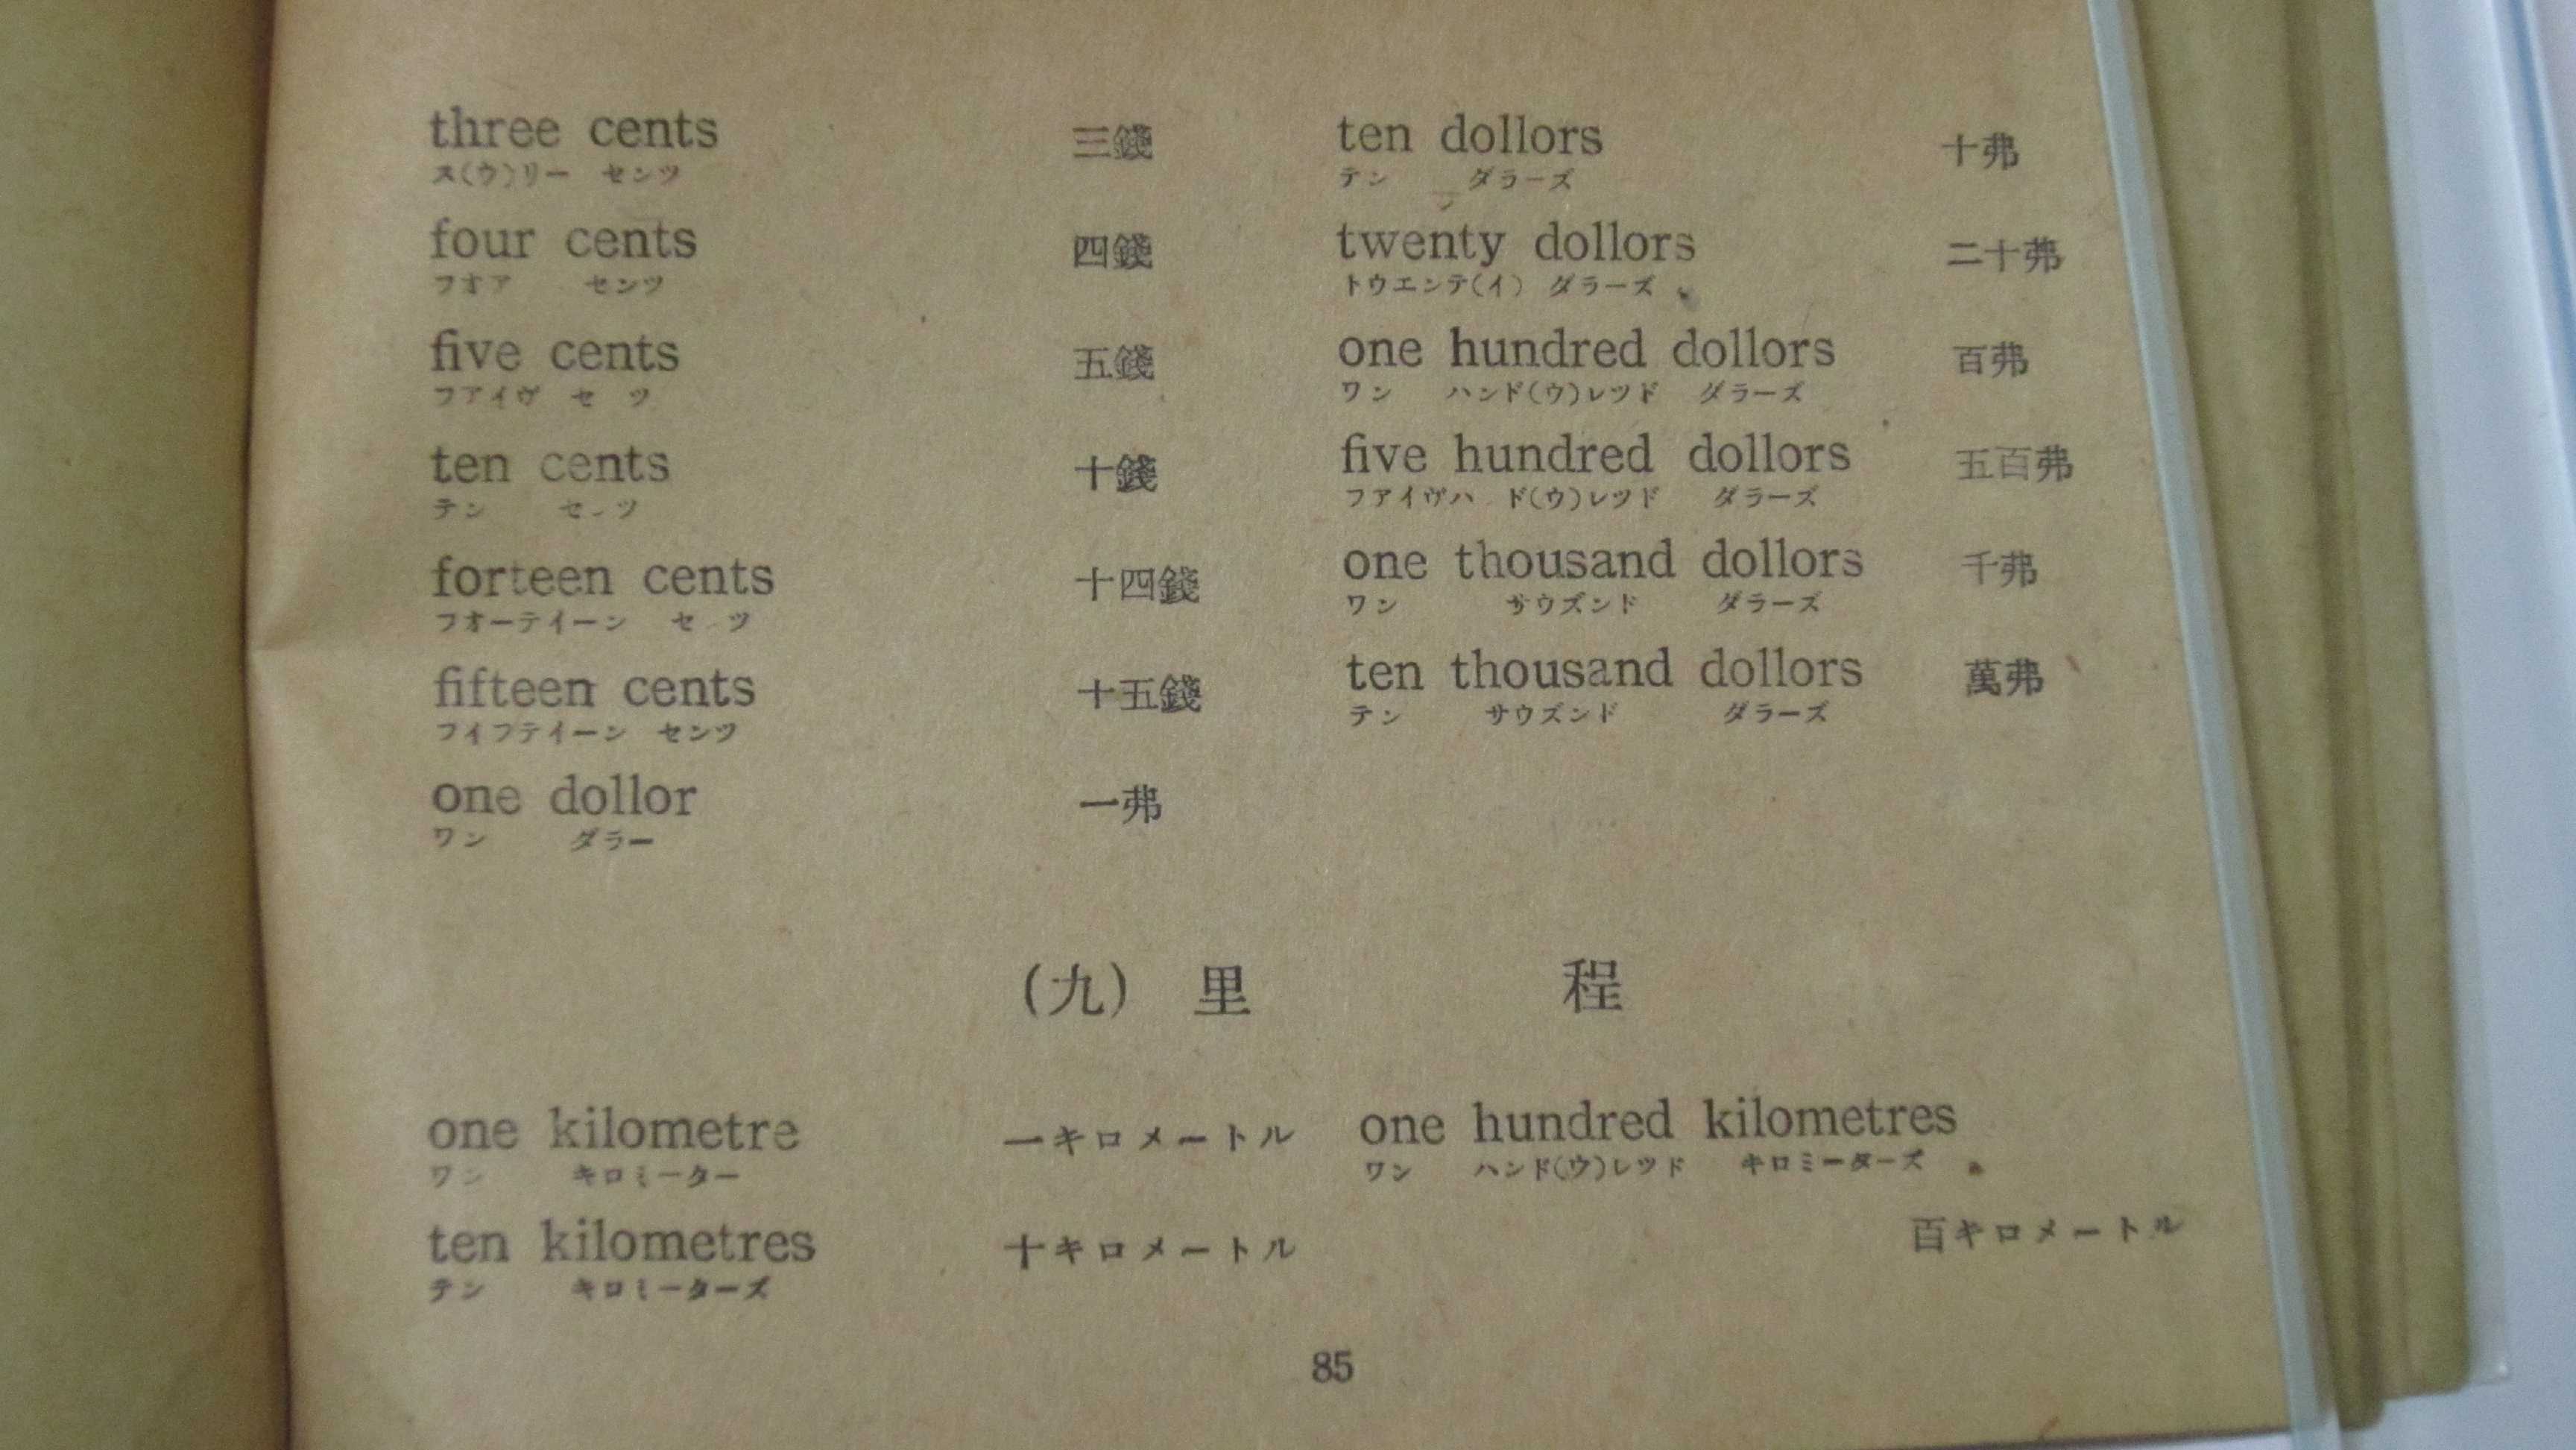 three cents 三錢
ス(ウ)リー センツ
four cents 四錢
フオア センツ
five cents 五錢
フアイヴ セ ツ
ten cents 十錢
テン セ ツ
forteen cents 十四錢
フオーテイーン セ ツ
fifteen cents 十五錢
フイフテイーン センツ
one dollor 一弗
ワン ダラー
ten dollors 十弗
テン ダラーズ
twenty dollors 二十弗
トウエンテ(イ) ダラーズ
one hundred dollors 百弗
ワン ハンド(ウ)レツド ダラーズ
five hundred dollors 五百弗
フアイヴハ ド(ウ)レツド ダラーズ
one thousand dollors 千弗
ワン サウズンド ダラーズ
ten thousand dollors 萬弗
テン サウズンド ダラーズ
(九) 里 程
one kilometre 一キロメートル
ワン キロミーター
ten kilometres 十キロメートル
テン キロミーターズ
one hundred kilometres
ワン ハンド(ウ)レツド キロミーターズ
百キロメートル
85